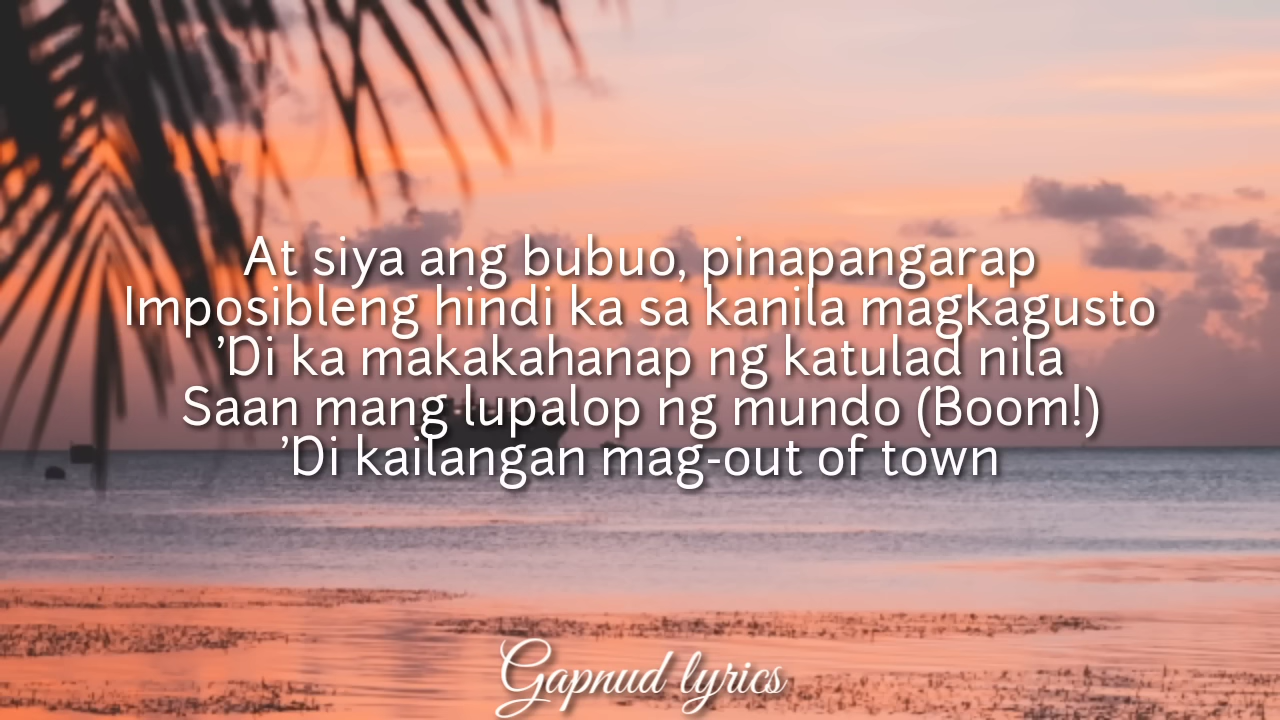 At siya ang bubuo, pinapangarap
Imposibleng hindi ka sa kanila magkagusto
'Di ka makakahanap ng katulad nila
Saan mang lupalop ng mundo (Boom!)
'Di kailangan mag-out of town
Gapnud lyrics